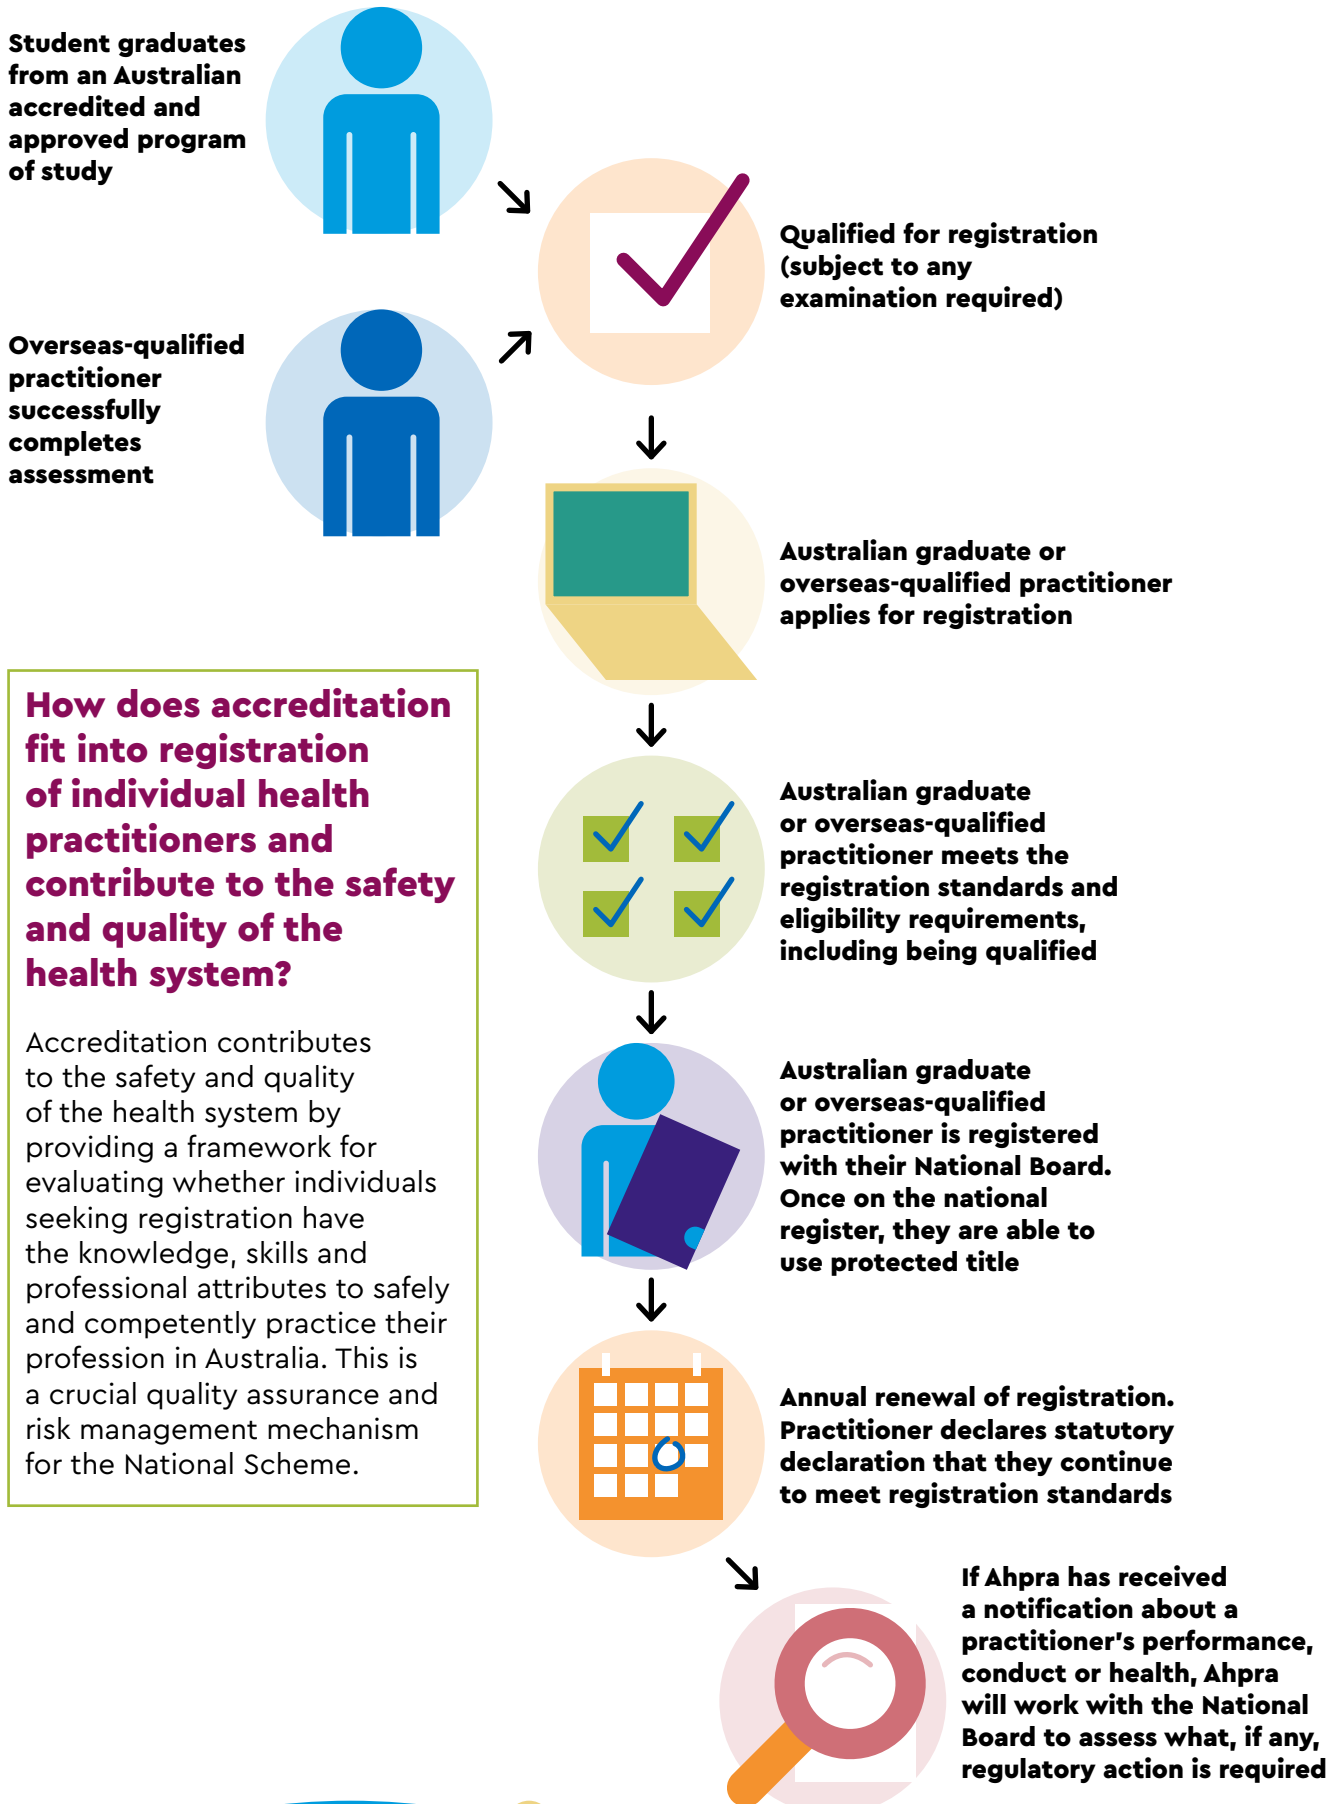 Student graduates
from an Australian
accredited and
approved program
of study
Qualified for registration
(subject to any
examination required)
Overseas-qualified
practitioner
successfully
completes
assessment
Australian graduate or
overseas-qualified practitioner
applies for registration
How does accreditation
fit into registration
of individual health
practitioners and
contribute to the safety
and quality of the
health system?
Accreditation contributes
to the safety and quality
of the health system by
providing a framework for
evaluating whether individuals
seeking registration have
the knowledge, skills and
professional attributes to safely
and competently practice their
profession in Australia. This is
a crucial quality assurance and
risk management mechanism
for the National Scheme.
Australian graduate
or overseas-qualified
practitioner meets the
registration standards and
eligibility requirements,
including being qualified
Australian graduate
or overseas-qualified
practitioner is registered
with their National Board.
Once on the national
register, they are able to
use protected title
Annual renewal of registration.
Practitioner declares statutory
declaration that they continue
to meet registration standards
If Ahpra has received
a notification about a
practitioner's performance,
conduct or health, Ahpra
will work with the National
Board to assess what, if any,
regulatory action is required